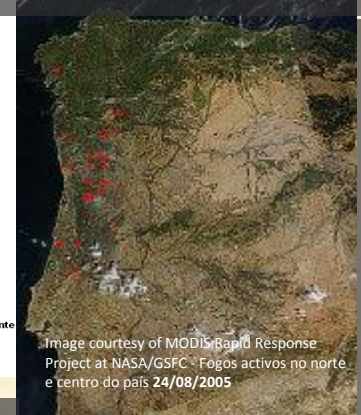 nte
Image courtesy of MODIS Rapid Response
Project at NASA/GSFC - Fogos activos no norte
e centro do país 24/08/2005